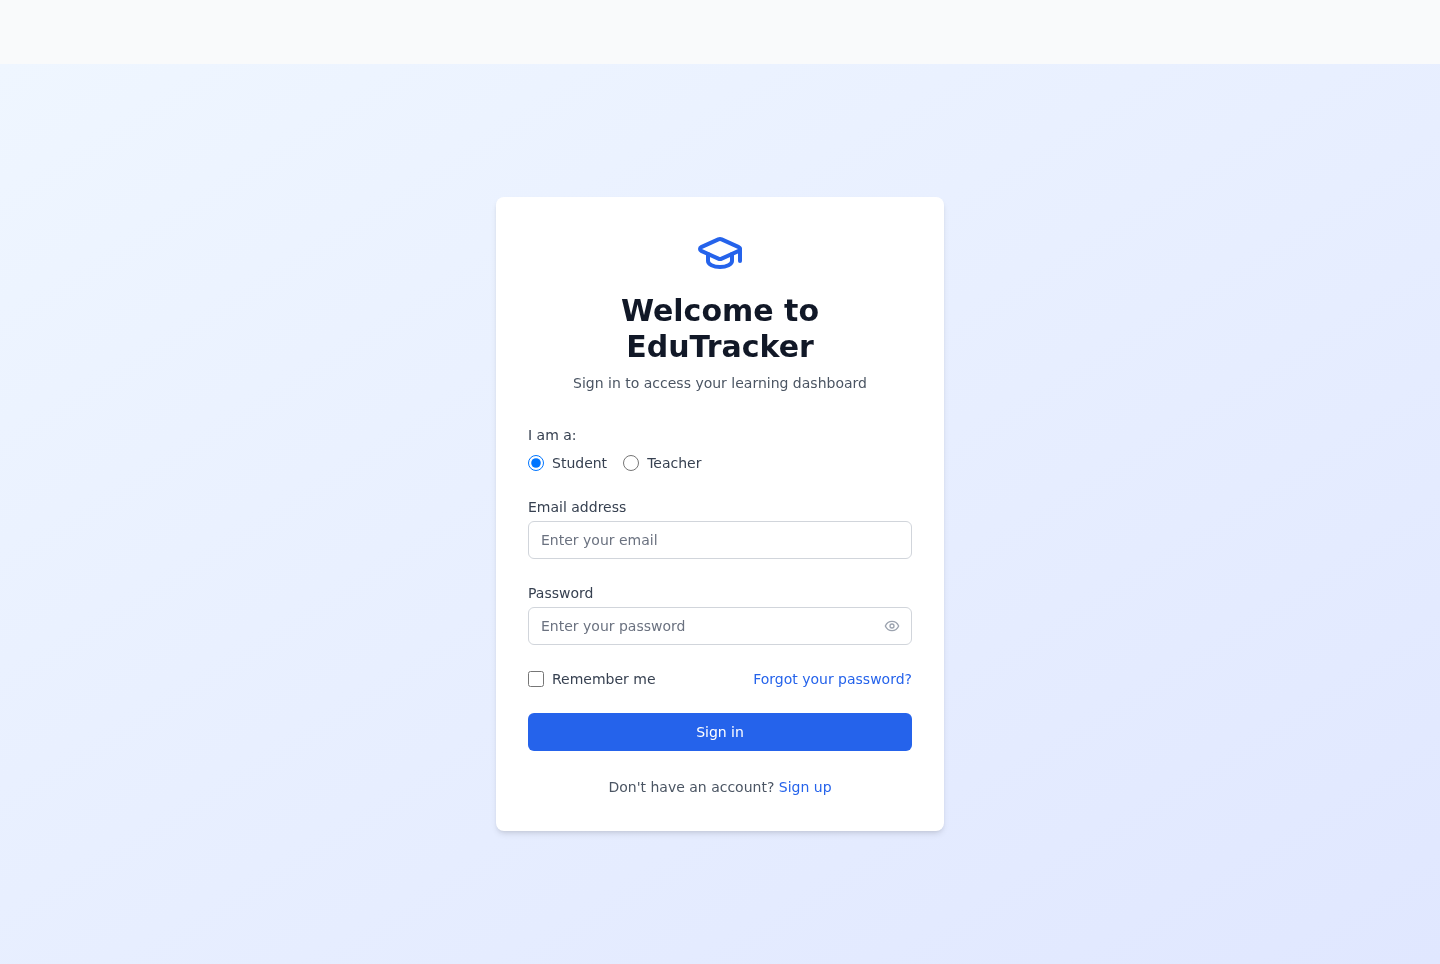 Welcome to
EduTracker
Sign in to access your learning dashboard
I am a:
Student Teacher
Email address
Enter your email
Password
Enter your password
Remember me Forgot your password?
Sign in
Don't have an account? Sign up